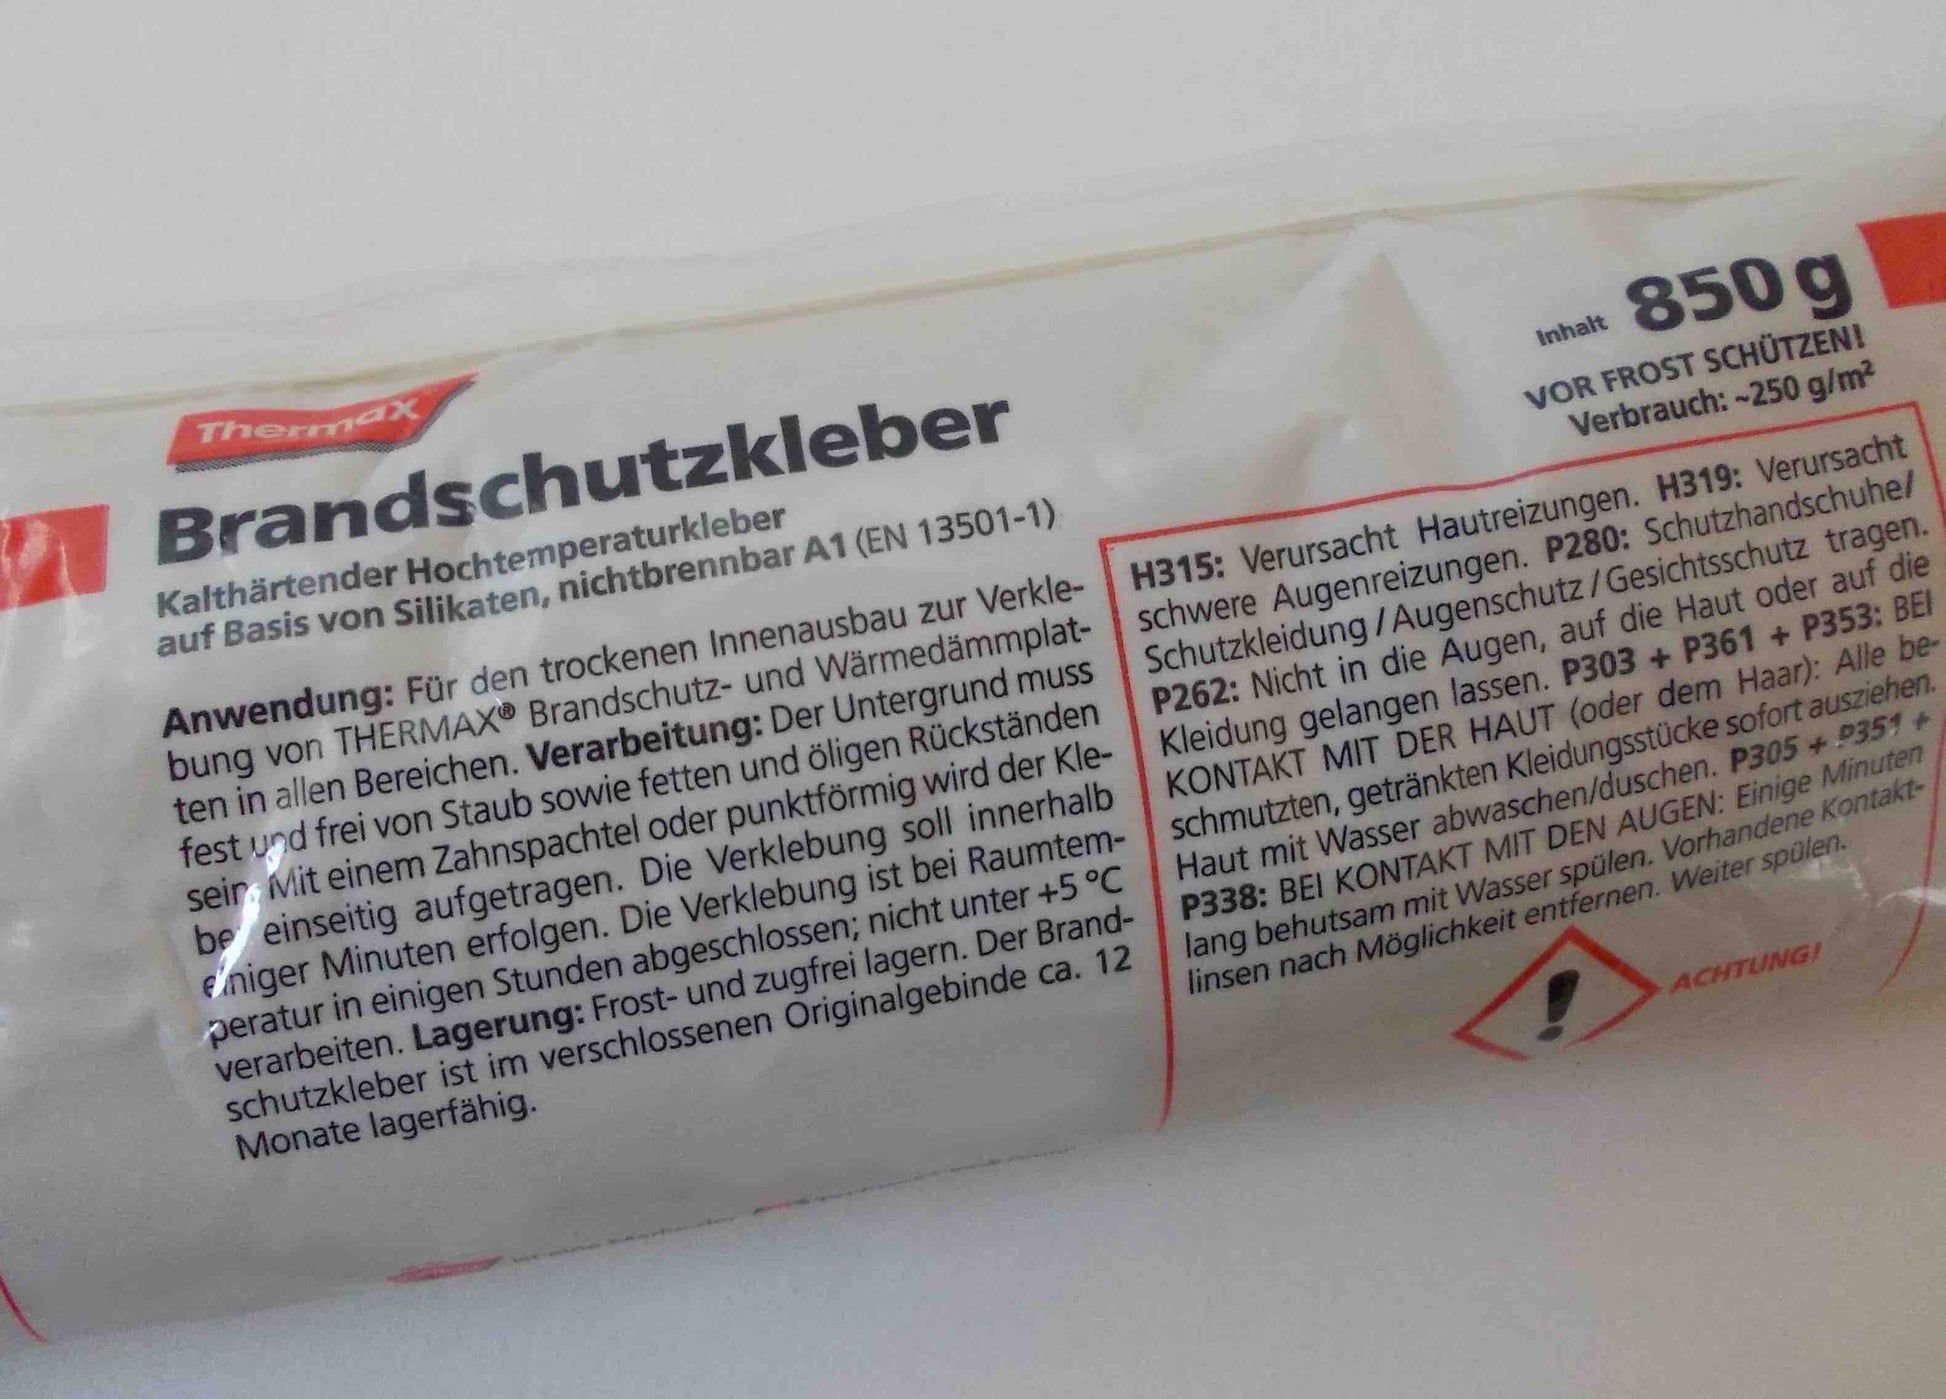 Thermax
Brandschutzkleber
Kalthärtender Hochtemperaturkleber
auf Basis von Silikaten, nichtbrennbar A1 (EN 13501-1)
Anwendung: Für den trockenen Innenausbau zur Verkle-
bung von THERMAX® Brandschutz- und Wärmedämmplat-
ten in allen Bereichen. Verarbeitung: Der Untergrund muss
fest und frei von Staub sowie fetten und öligen Rückständen
sein. Mit einem Zahnspachtel oder punktförmig wird der Kle-
ber einseitig aufgetragen. Die Verklebung soll innerhalb
einiger Minuten erfolgen. Die Verklebung ist bei Raumtem-
peratur in einigen Stunden abgeschlossen; nicht unter +5 °C
verarbeiten. Lagerung: Frost- und zugfrei lagern. Der Brand-
schutzkleber ist im verschlossenen Originalgebinde ca. 12
Monate lagerfähig.
Inhalt 850 g
VOR FROST SCHÜTZEN!
Verbrauch: ~250 g/m²
H315: Verursacht Hautreizungen. H319: Verursacht
schwere Augenreizungen. P280: Schutzhandschuhe/
Schutzkleidung / Augenschutz / Gesichtsschutz tragen.
P262: Nicht in die Augen, auf die Haut oder auf die
Kleidung gelangen lassen. P303 + P361 + P353: BEI
KONTAKT MIT DER HAUT (oder dem Haar): Alle be-
schmutzten, getränkten Kleidungsstücke sofort ausziehen.
Haut mit Wasser abwaschen/duschen. P305 + P351 +
P338: BEI KONTAKT MIT DEN AUGEN: Einige Minuten
lang behutsam mit Wasser spülen. Vorhandene Kontakt-
linsen nach Möglichkeit entfernen. Weiter spülen.
ACHTUNG!